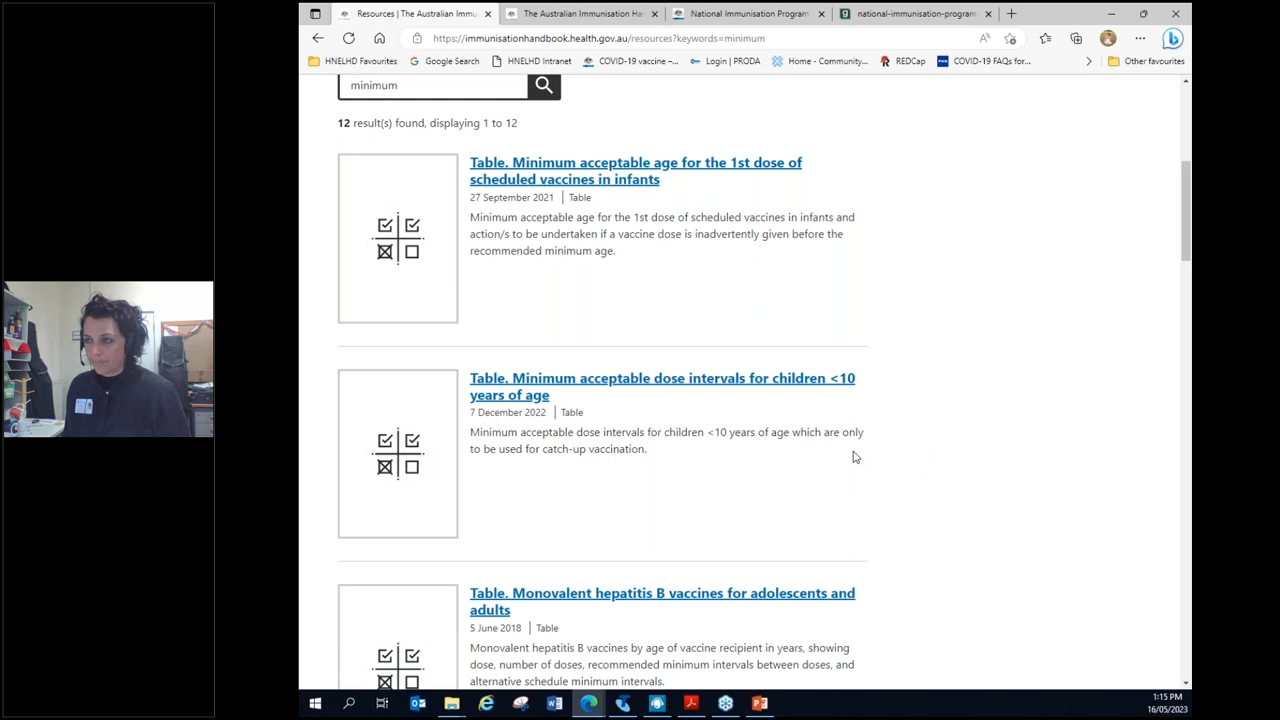 Resources | The Australian Immu
The Australian Immunisation Ha
National Immunisation Program
national-immunisation-program
https://immunisationhandbook.health.gov.au/resources?keywords=minimum
HNELHD Favourites
Google Search
HNELHD Intranet
COVID-19 vaccine –...
Login | PRODA
Home - Community...
REDCap
COVID-19 FAQs for...
Other favourites
minimum
12 result(s) found, displaying 1 to 12
Table. Minimum acceptable age for the 1st dose of
scheduled vaccines in infants
27 September 2021 | Table
Minimum acceptable age for the 1st dose of scheduled vaccines in infants and
action/s to be undertaken if a vaccine dose is inadvertently given before the
recommended minimum age.
Table. Minimum acceptable dose intervals for children <10
years of age
7 December 2022 | Table
Minimum acceptable dose intervals for children <10 years of age which are only
to be used for catch-up vaccination.
Table. Monovalent hepatitis B vaccines for adolescents and
adults
5 June 2018 | Table
Monovalent hepatitis B vaccines by age of vaccine recipient in years, showing
dose, number of doses, recommended minimum intervals between doses, and
alternative schedule minimum intervals.
1:15 PM
16/05/2023